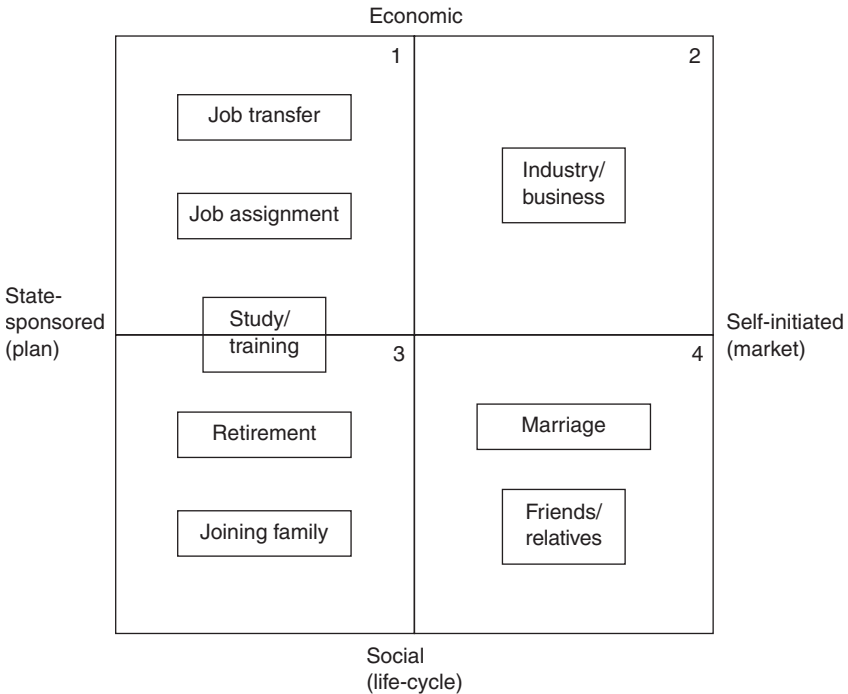 Economic
1
2
Job transfer
Industry/
business
Job assignment
State-
sponsored
(plan)
Study/
training
Self-initiated
(market)
3
4
Retirement
Marriage
Joining family
Friends/
relatives
Social
(life-cycle)